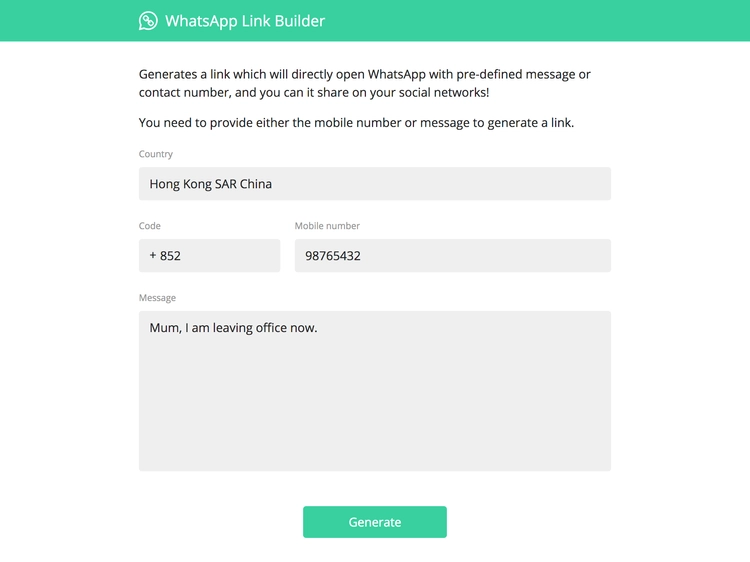 WhatsApp Link Builder
Generates a link which will directly open WhatsApp with pre-defined message or
contact number, and you can it share on your social networks!
You need to provide either the mobile number or message to generate a link.
Country
Hong Kong SAR China
Code
Mobile number
+ 852
98765432
Message
Mum, I am leaving office now.
Generate